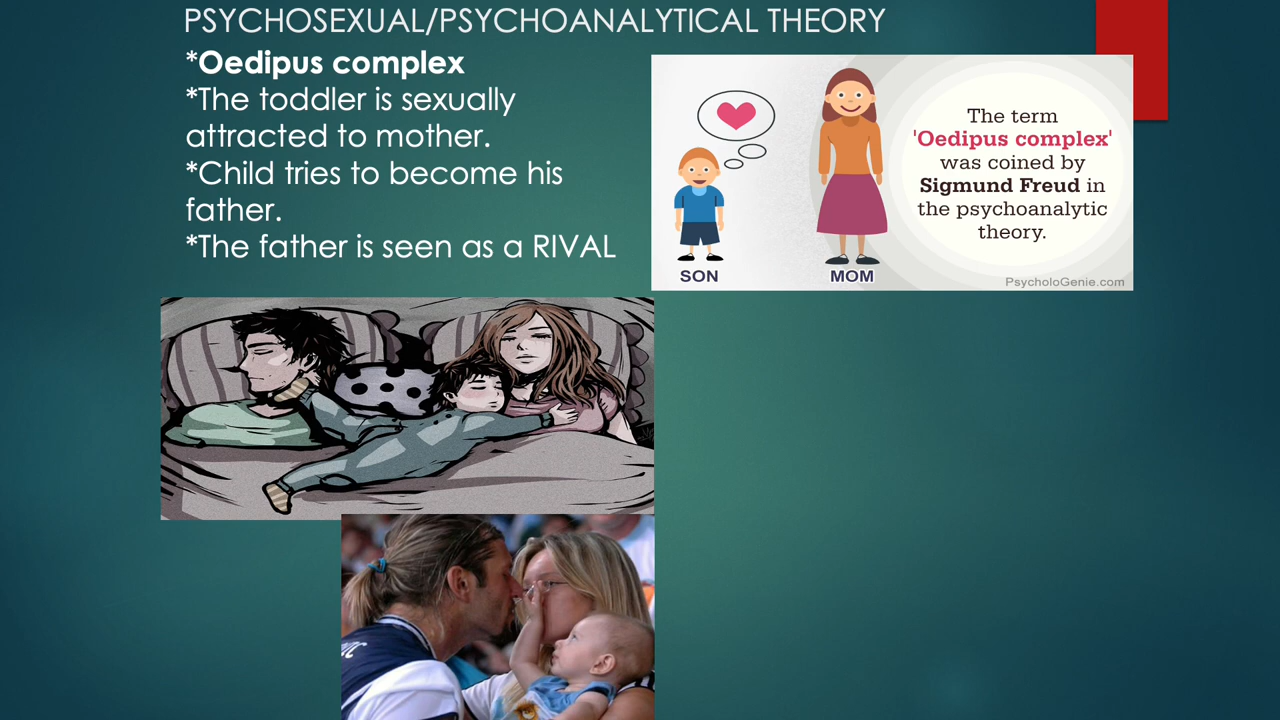 PSYCHOSEXUAL/PSYCHOANALYTICAL THEORY
*Oedipus complex
*The toddler is sexually
attracted to mother.
*Child tries to become his
father.
*The father is seen as a RIVAL
The term
'Oedipus complex'
was coined by
Sigmund Freud in
the psychoanalytic
theory.
SON
MOM
PsycholoGenie.com